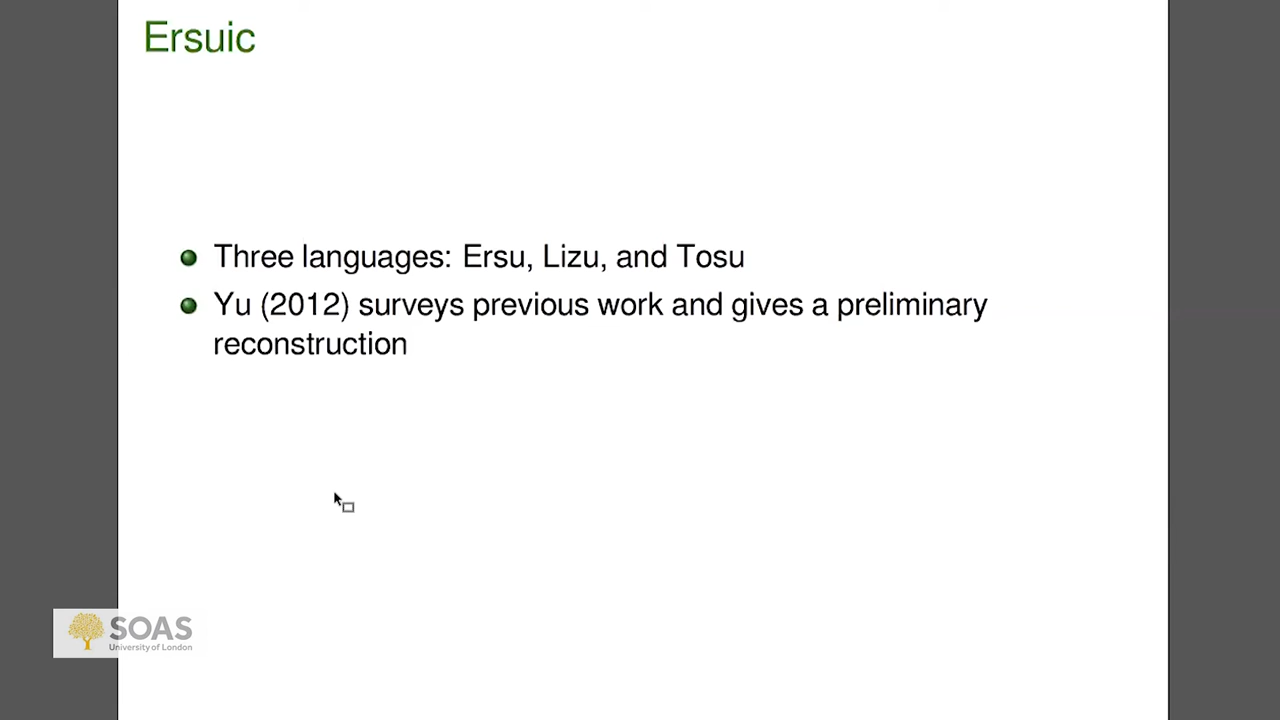 Ersuic
Three languages: Ersu, Lizu, and Tosu
Yu (2012) surveys previous work and gives a preliminary
reconstruction
SOAS
University of London